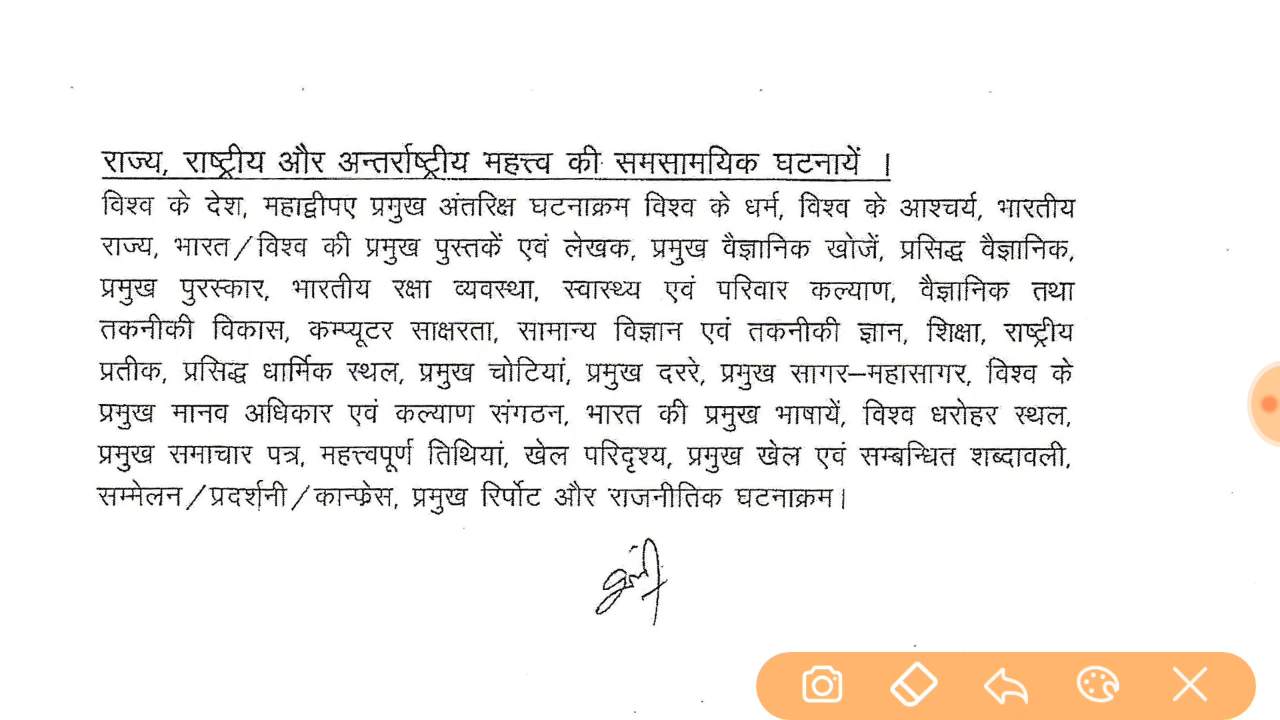 राज्य, राष्ट्रीय और अन्तर्राष्ट्रीय महत्त्व की समसामयिक घटनायें ।
विश्व के देश, महाद्वीपए प्रमुख अंतरिक्ष घटनाक्रम विश्व के धर्म, विश्व के आश्चर्य, भारतीय
राज्य, भारत/विश्व की प्रमुख पुस्तकें एवं लेखक, प्रमुख वैज्ञानिक खोजें, प्रसिद्ध वैज्ञानिक,
प्रमुख पुरस्कार, भारतीय रक्षा व्यवस्था, स्वास्थ्य एवं परिवार कल्याण, वैज्ञानिक तथा
तकनीकी विकास, कम्प्यूटर साक्षरता, सामान्य विज्ञान एवं तकनीकी ज्ञान, शिक्षा, राष्ट्रीय
प्रतीक, प्रसिद्ध धार्मिक स्थल, प्रमुख चोटियां, प्रमुख दररे, प्रमुख सागर–महासागर, विश्व के
प्रमुख मानव अधिकार एवं कल्याण संगठन, भारत की प्रमुख भाषायें, विश्व धरोहर स्थल,
प्रमुख समाचार पत्र, महत्त्वपूर्ण तिथियां, खेल परिदृश्य, प्रमुख खेल एवं सम्बन्धित शब्दावली,
सम्मेलन/प्रदर्शनी/कान्फ्रेस, प्रमुख रिर्पोट और राजनीतिक घटनाक्रम।